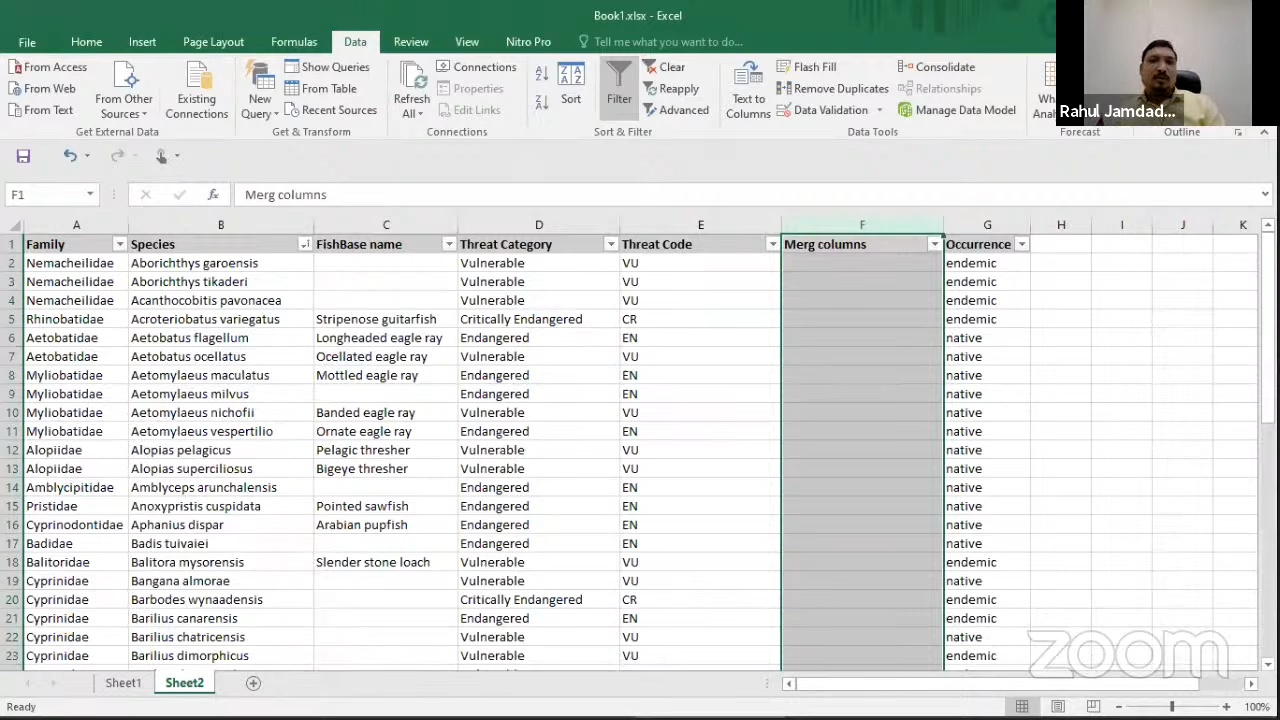 Book1.xlsx - Excel
File Home Insert Page Layout Formulas Data Review View Nitro Pro Tell me what you want to do...
From Access
From Web
From Text
From Other Sources
Existing Connections
Get External Data
New Query
Show Queries
From Table
Recent Sources
Get & Transform
Refresh All
Connections
Properties
Edit Links
Connections
Sort
Filter
Clear
Reapply
Advanced
Sort & Filter
Text to Columns
Flash Fill
Remove Duplicates
Data Validation
Consolidate
Relationships
Manage Data Model
Data Tools
Forecast
Outline
Rahul Jamdad...
F1 fx Merg columns
A B C D E F G H I J K
1 Family Species FishBase name Threat Category Threat Code Merg columns Occurrence
2 Nemacheilidae Aborichthys garoensis Vulnerable VU endemic
3 Nemacheilidae Aborichthys tikaderi Vulnerable VU endemic
4 Nemacheilidae Acanthocobitis pavonacea Vulnerable VU endemic
5 Rhinobatidae Acroteriobatus variegatus Stripenose guitarfish Critically Endangered CR endemic
6 Aetobatidae Aetobatus flagellum Longheaded eagle ray Endangered EN native
7 Aetobatidae Aetobatus ocellatus Ocellated eagle ray Vulnerable VU native
8 Myliobatidae Aetomylaeus maculatus Mottled eagle ray Endangered EN native
9 Myliobatidae Aetomylaeus milvus Endangered EN native
10 Myliobatidae Aetomylaeus nichofii Banded eagle ray Vulnerable VU native
11 Myliobatidae Aetomylaeus vespertilio Ornate eagle ray Endangered EN native
12 Alopiidae Alopias pelagicus Pelagic thresher Vulnerable VU native
13 Alopiidae Alopias superciliosus Bigeye thresher Vulnerable VU native
14 Amblycipitidae Amblyceps arunchalensis Endangered EN native
15 Pristidae Anoxypristis cuspidata Pointed sawfish Endangered EN native
16 Cyprinodontidae Aphanius dispar Arabian pupfish Endangered EN native
17 Badidae Badis tuivaiei Endangered EN native
18 Balitoridae Balitora mysorensis Slender stone loach Vulnerable VU endemic
19 Cyprinidae Bangana almorae Vulnerable VU native
20 Cyprinidae Barbodes wynaadensis Critically Endangered CR endemic
21 Cyprinidae Barilius canarensis Endangered EN endemic
22 Cyprinidae Barilius chatricensis Vulnerable VU native
23 Cyprinidae Barilius dimorphicus Vulnerable VU endemic
zoom
Sheet1 Sheet2
Ready 100%